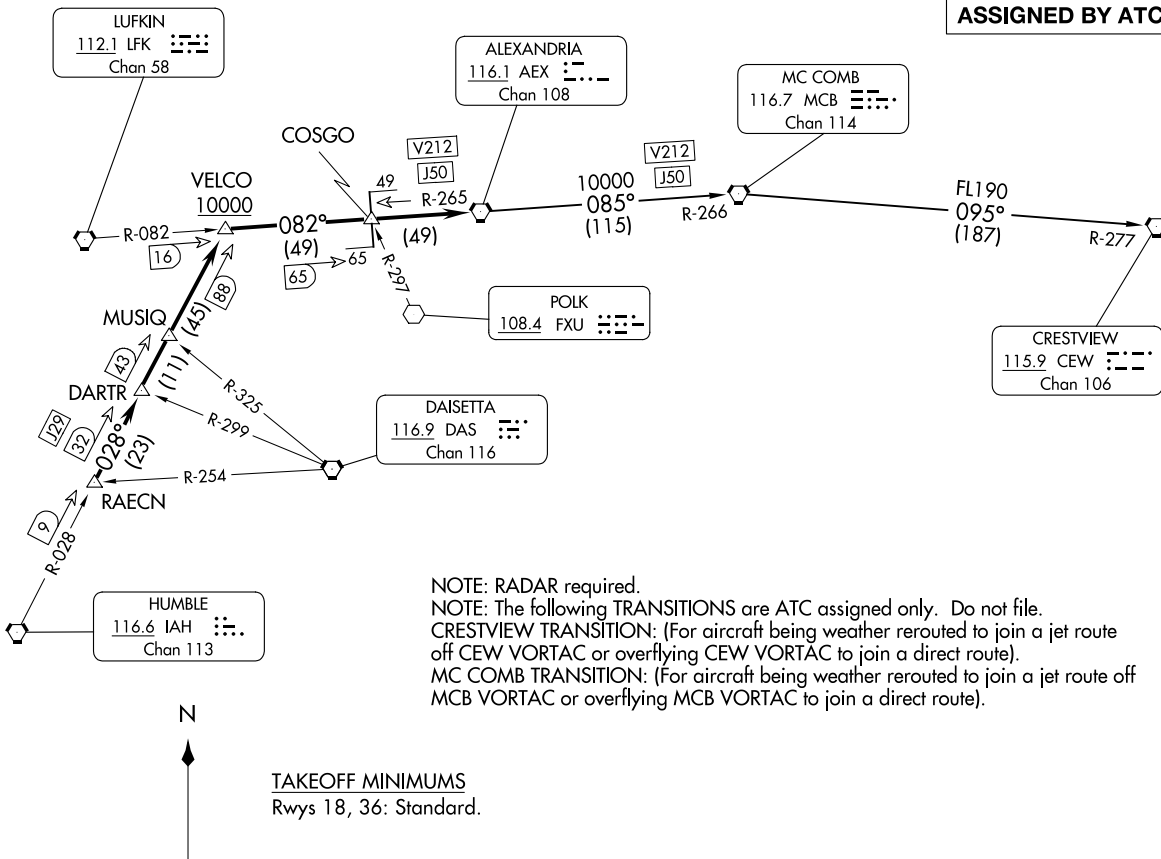 ASSIGNED BY ATC
LUFKIN
112.1 LFK
Chan 58
ALEXANDRIA
116.1 AEX
Chan 108
MC COMB
116.7 MCB
Chan 114
COSGO
VELCO
10000
V212
J50
49
R-265
V212
J50
10000
085°
(115)
R-266
FL190
095°
(187)
R-277
R-082
16
082°
(49)
65
65
(49)
R-297
88
POLK
108.4 FXU
CRESTVIEW
115.9 CEW
Chan 106
MUSIQ
(45)
43
(11)
DARTR
R-325
R-299
J29
32
028°
(23)
DAISETTA
116.9 DAS
Chan 116
R-254
RAECN
9
R-028
HUMBLE
116.6 IAH
Chan 113
NOTE: RADAR required.
NOTE: The following TRANSITIONS are ATC assigned only. Do not file.
CRESTVIEW TRANSITION: (For aircraft being weather rerouted to join a jet route
off CEW VORTAC or overflying CEW VORTAC to join a direct route).
MC COMB TRANSITION: (For aircraft being weather rerouted to join a jet route off
MCB VORTAC or overflying MCB VORTAC to join a direct route).
N
TAKEOFF MINIMUMS
Rwys 18, 36: Standard.